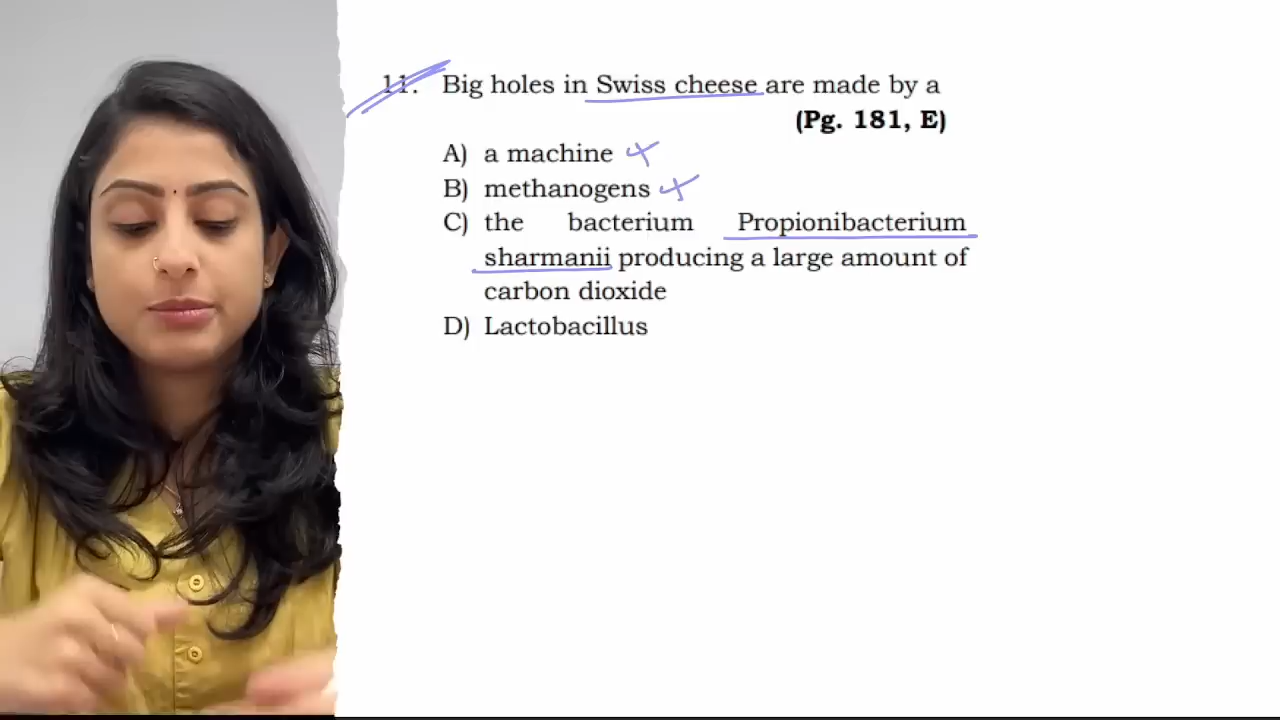 11. Big holes in Swiss cheese are made by a
(Pg. 181, E)
A) a machine
B) methanogens
C) the bacterium Propionibacterium
sharmanii producing a large amount of
carbon dioxide
D) Lactobacillus